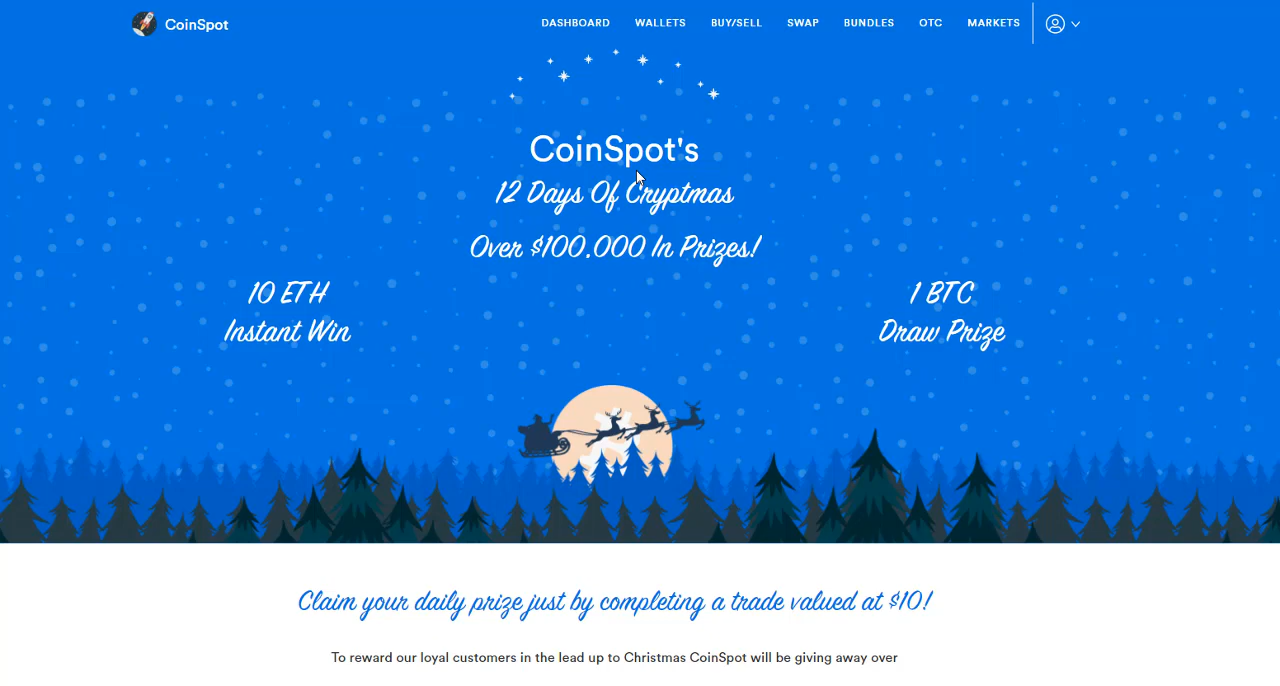 CoinSpot
DASHBOARD WALLETS BUY/SELL SWAP BUNDLES OTC MARKETS
CoinSpot's
12 Days Of Cryptmas
Over $100,000 In Prizes!
10 ETH
Instant Win
1 BTC
Draw Prize
Claim your daily prize just by completing a trade valued at $10!
To reward our loyal customers in the lead up to Christmas CoinSpot will be giving away over